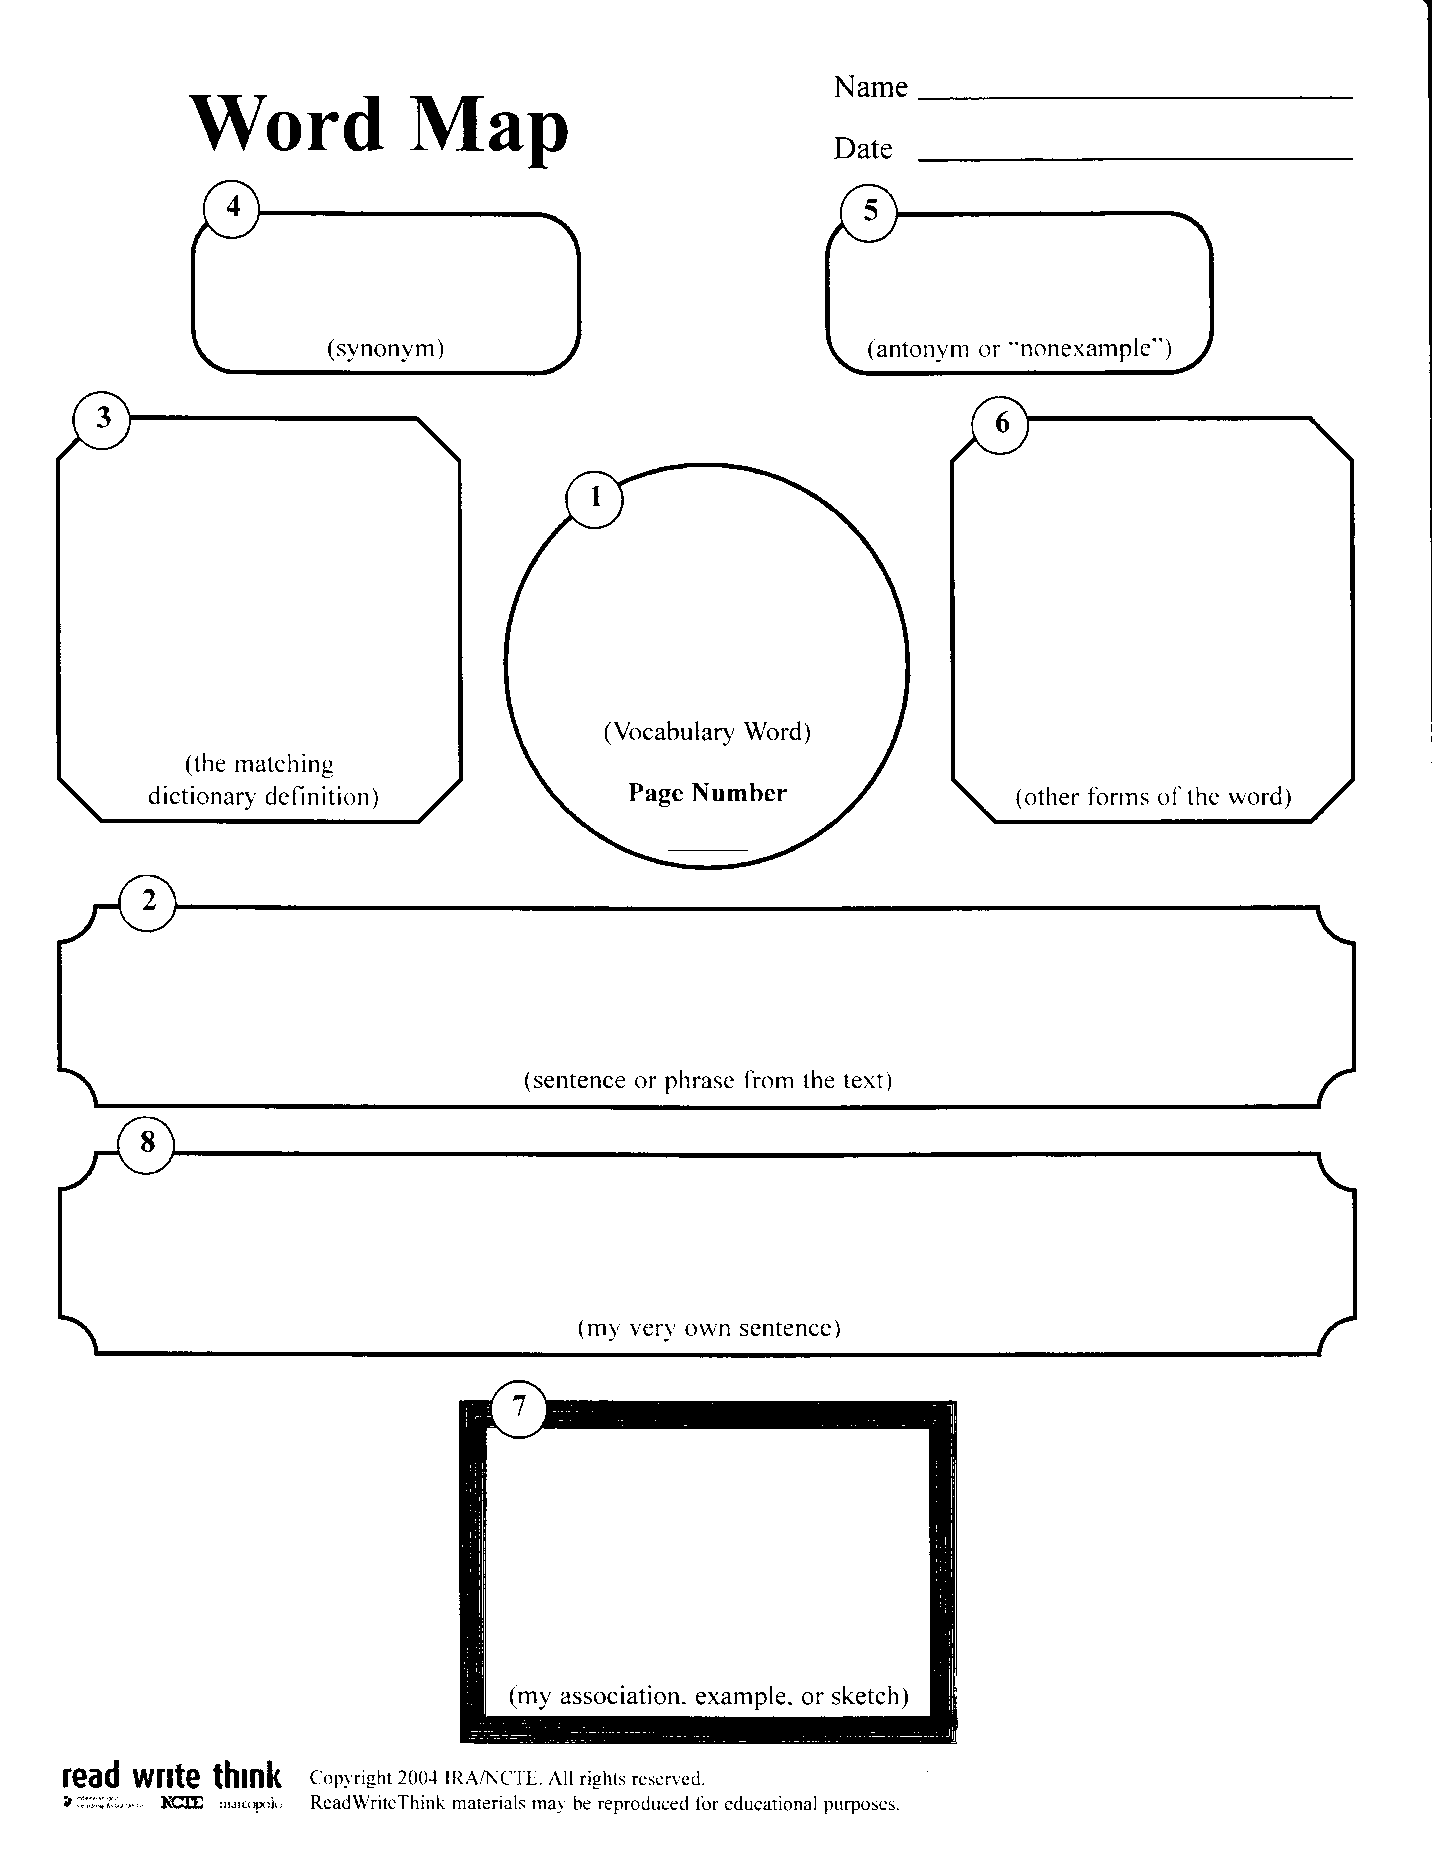 Word Map
Name
Date
4
(synonym)
5
(antonym or "nonexample")
3
(the matching
dictionary definition)
1
(Vocabulary Word)
Page Number
6
(other forms of the word)
2
(sentence or phrase from the text)
8
(my very own sentence)
7
(my association, example, or sketch)
read write think
NCTE marcopolo
Copyright 2004 IRA/NCTE. All rights reserved.
ReadWriteThink materials may be reproduced for educational purposes.